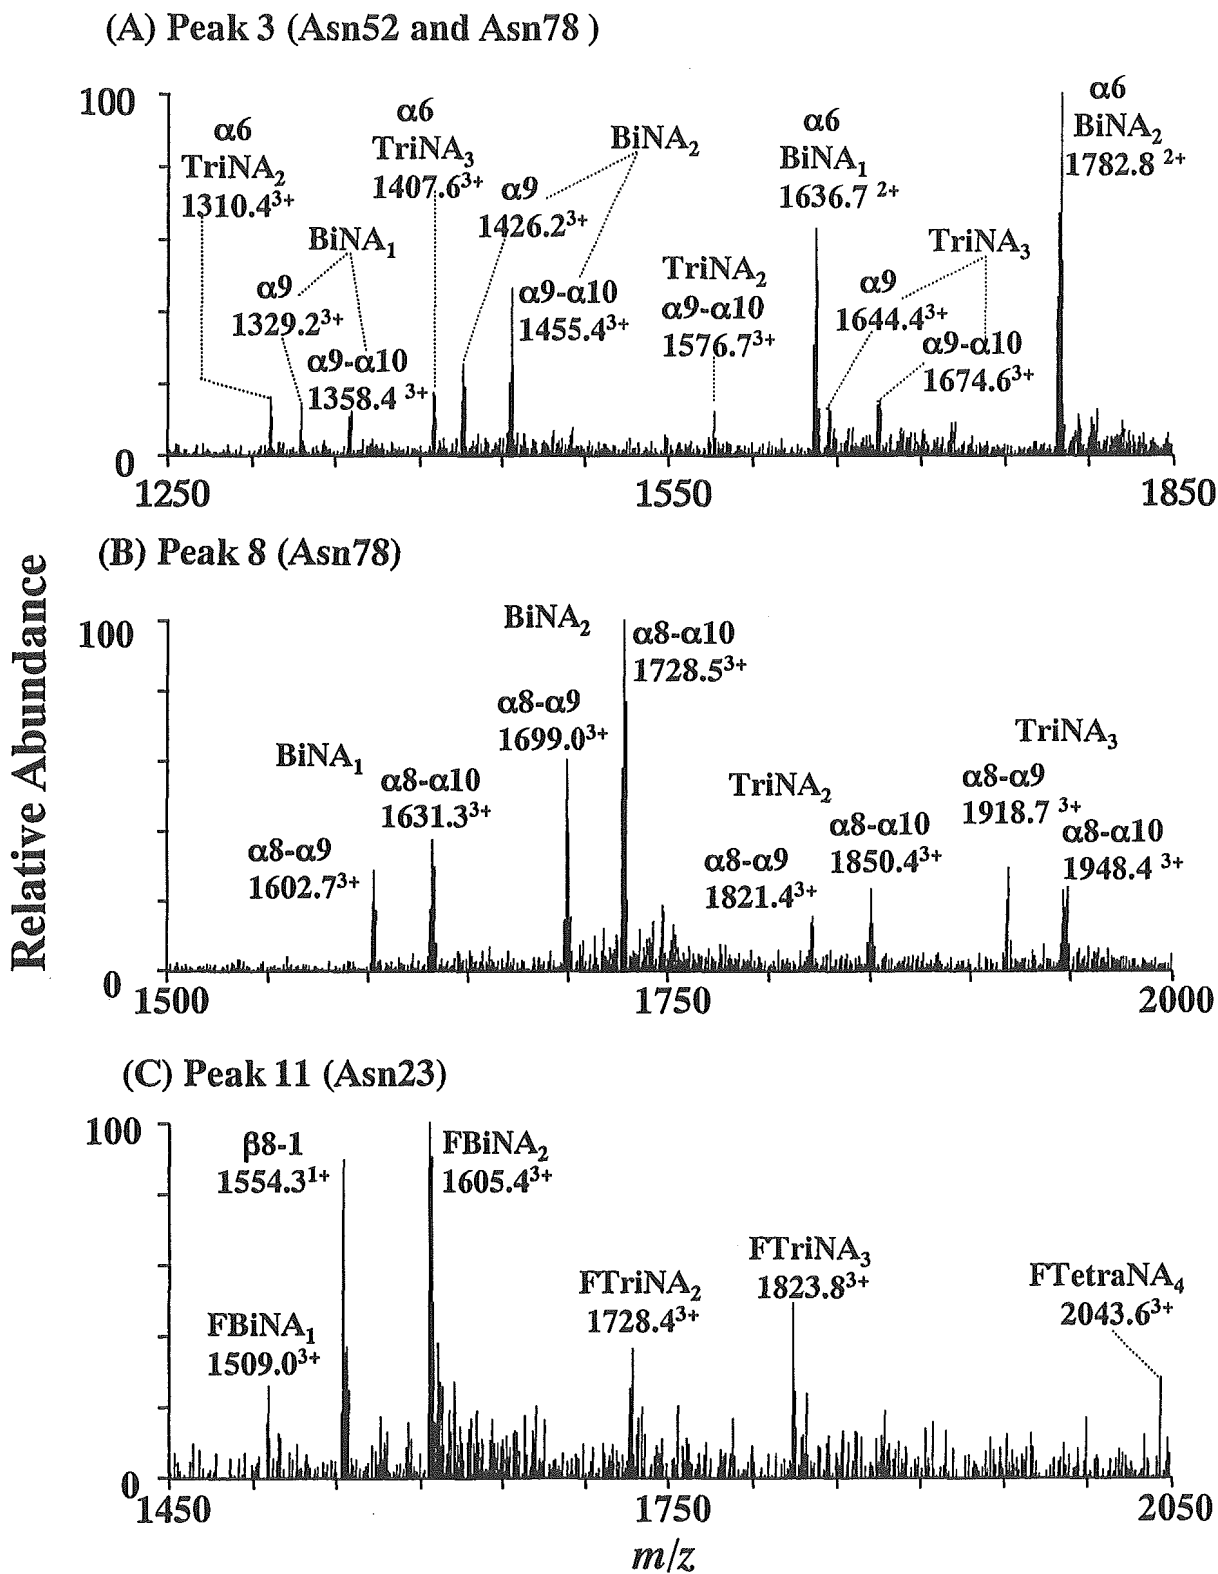 (A) Peak 3 (Asn52 and Asn78 )
100
α6
TriNA2
1310.43+
α9
1329.23+
BiNA1
α9-α10
1358.4 3+
α6
TriNA3
1407.63+
α9
1426.23+
BiNA2
α9-α10
1455.43+
TriNA2
α9-α10
1576.73+
α6
BiNA1
1636.7 2+
α9
1644.43+
TriNA3
α9-α10
1674.63+
α6
BiNA2
1782.8 2+
0
1250
1550
1850
Relative Abundance
(B) Peak 8 (Asn78)
100
BiNA1
α8-α9
1602.73+
α8-α10
1631.33+
BiNA2
α8-α9
1699.03+
α8-α10
1728.53+
TriNA2
α8-α9
1821.43+
α8-α10
1850.43+
TriNA3
α8-α9
1918.7 3+
α8-α10
1948.4 3+
0
1500
1750
2000
(C) Peak 11 (Asn23)
100
β8-1
1554.31+
FBiNA1
1509.03+
FBiNA2
1605.43+
FTriNA2
1728.43+
FTriNA3
1823.83+
FTetraNA4
2043.63+
0
1450
1750
2050
m/z